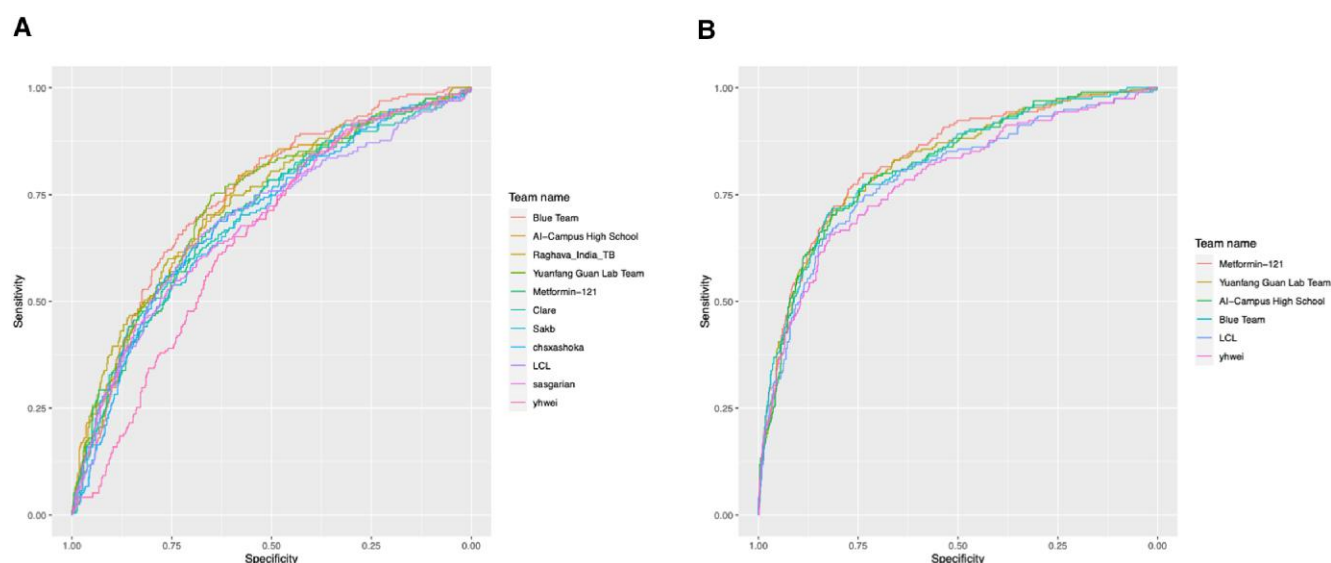 A
1.00
0.75
0.50
0.25
0.00
Sensitivity
1.00
0.75
0.50
0.25
0.00
Specificity
Team name
Blue Team
AI-Campus High School
Raghava_India_TB
Yuanfang Guan Lab Team
Metformin-121
Clare
Sakb
chsxashoka
LCL
sasgarian
yhwei
B
1.00
0.75
0.50
0.25
0.00
Sensitivity
1.00
0.75
0.50
0.25
0.00
Specificity
Team name
Metformin-121
Yuanfang Guan Lab Team
AI-Campus High School
Blue Team
LCL
yhwei